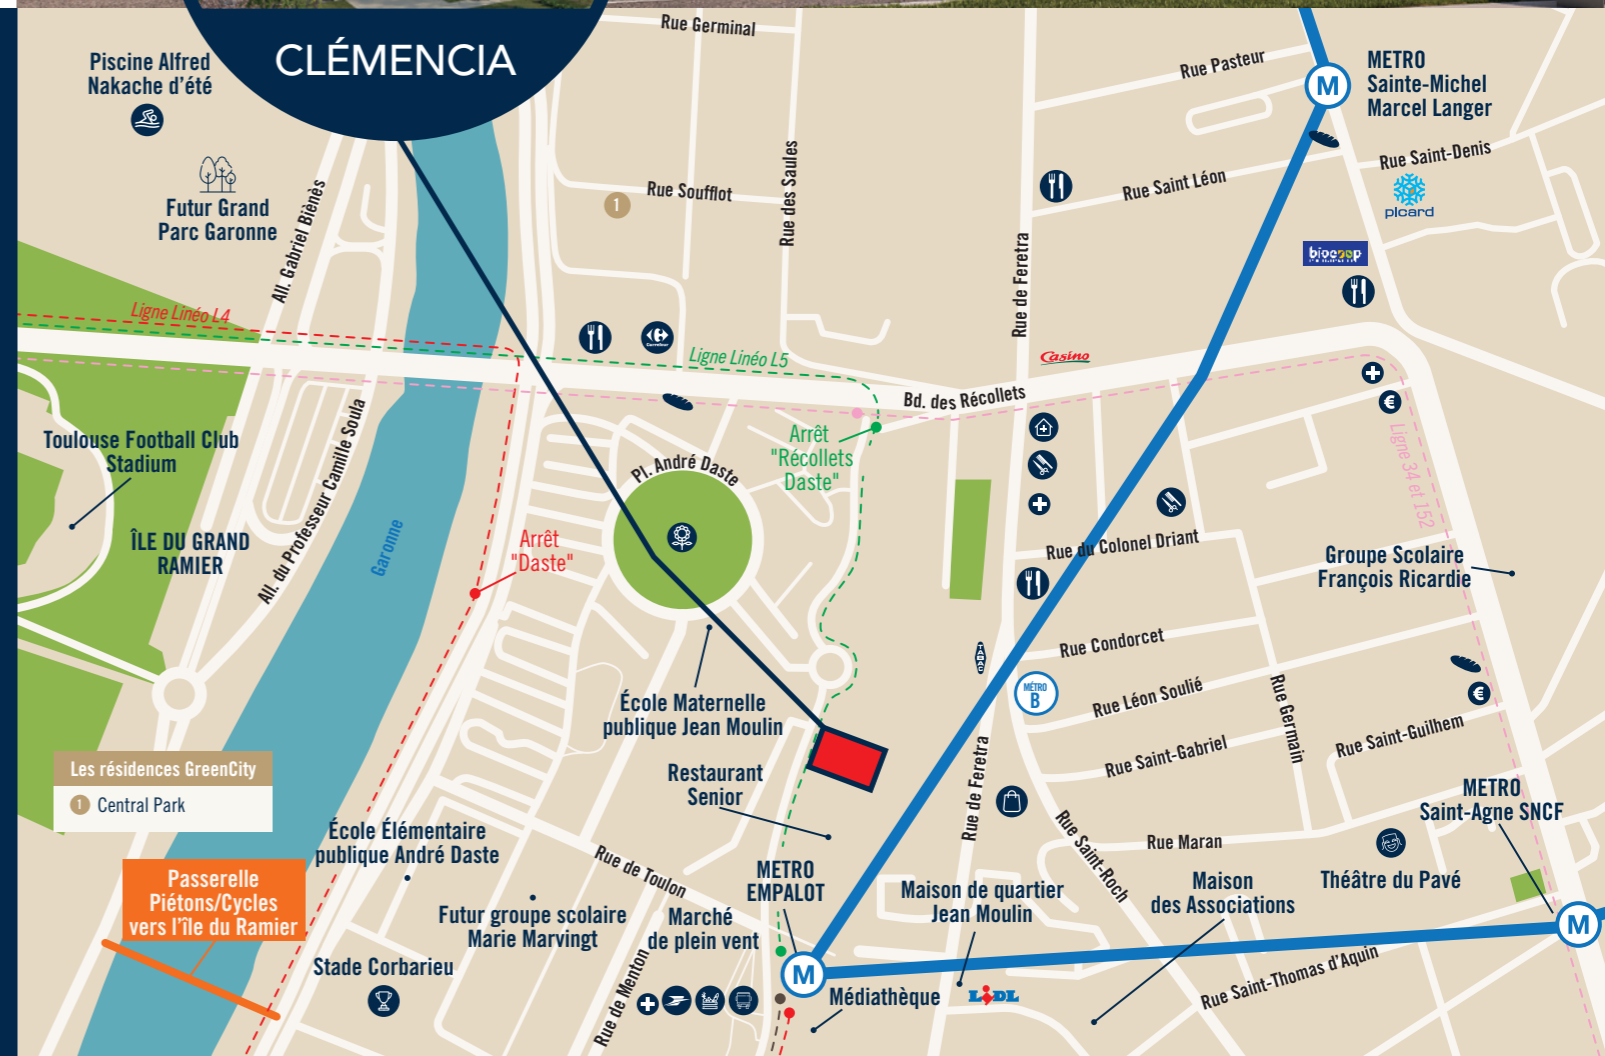 CLÉMENCIA
Piscine Alfred
Nakache d'été
Futur Grand
Parc Garonne
All. Gabriel Biènès
Rue Germinal
Rue Soufflot
1
Rue des Saules
Rue de Feretra
Rue Pasteur
Rue Saint Léon
M
METRO
Sainte-Michel
Marcel Langer
Rue Saint-Denis
picard
biocoop
Ligne Linéo L4
Carrefour
Ligne Linéo L5
Casino
Bd. des Récollets
€
Ligne 34 et 152
Toulouse Football Club
Stadium
ÎLE DU GRAND
RAMIER
All. du Professeur Camille Soula
Garonne
Arrêt
"Daste"
Pl. André Daste
Arrêt
"Récollets
Daste"
Rue du Colonel Driant
Groupe Scolaire
François Ricardie
Rue Condorcet
TABAC
MÉTRO
B
Rue Léon Soulié
Rue Germain
€
Rue Saint-Gabriel
Rue Saint-Guilhem
École Maternelle
publique Jean Moulin
Restaurant
Senior
Rue de Feretra
Rue Saint-Roch
Rue Maran
METRO
Saint-Agne SNCF
M
Théâtre du Pavé
Les résidences GreenCity
1 Central Park
École Élémentaire
publique André Daste
Rue de Toulon
METRO
EMPALOT
M
Passerelle
Piétons/Cycles
vers l'île du Ramier
Futur groupe scolaire
Marie Marvingt
Marché
de plein vent
Maison de quartier
Jean Moulin
Maison
des Associations
Stade Corbarieu
Rue de Menton
Médiathèque
LIDL
Rue Saint-Thomas d'Aquin